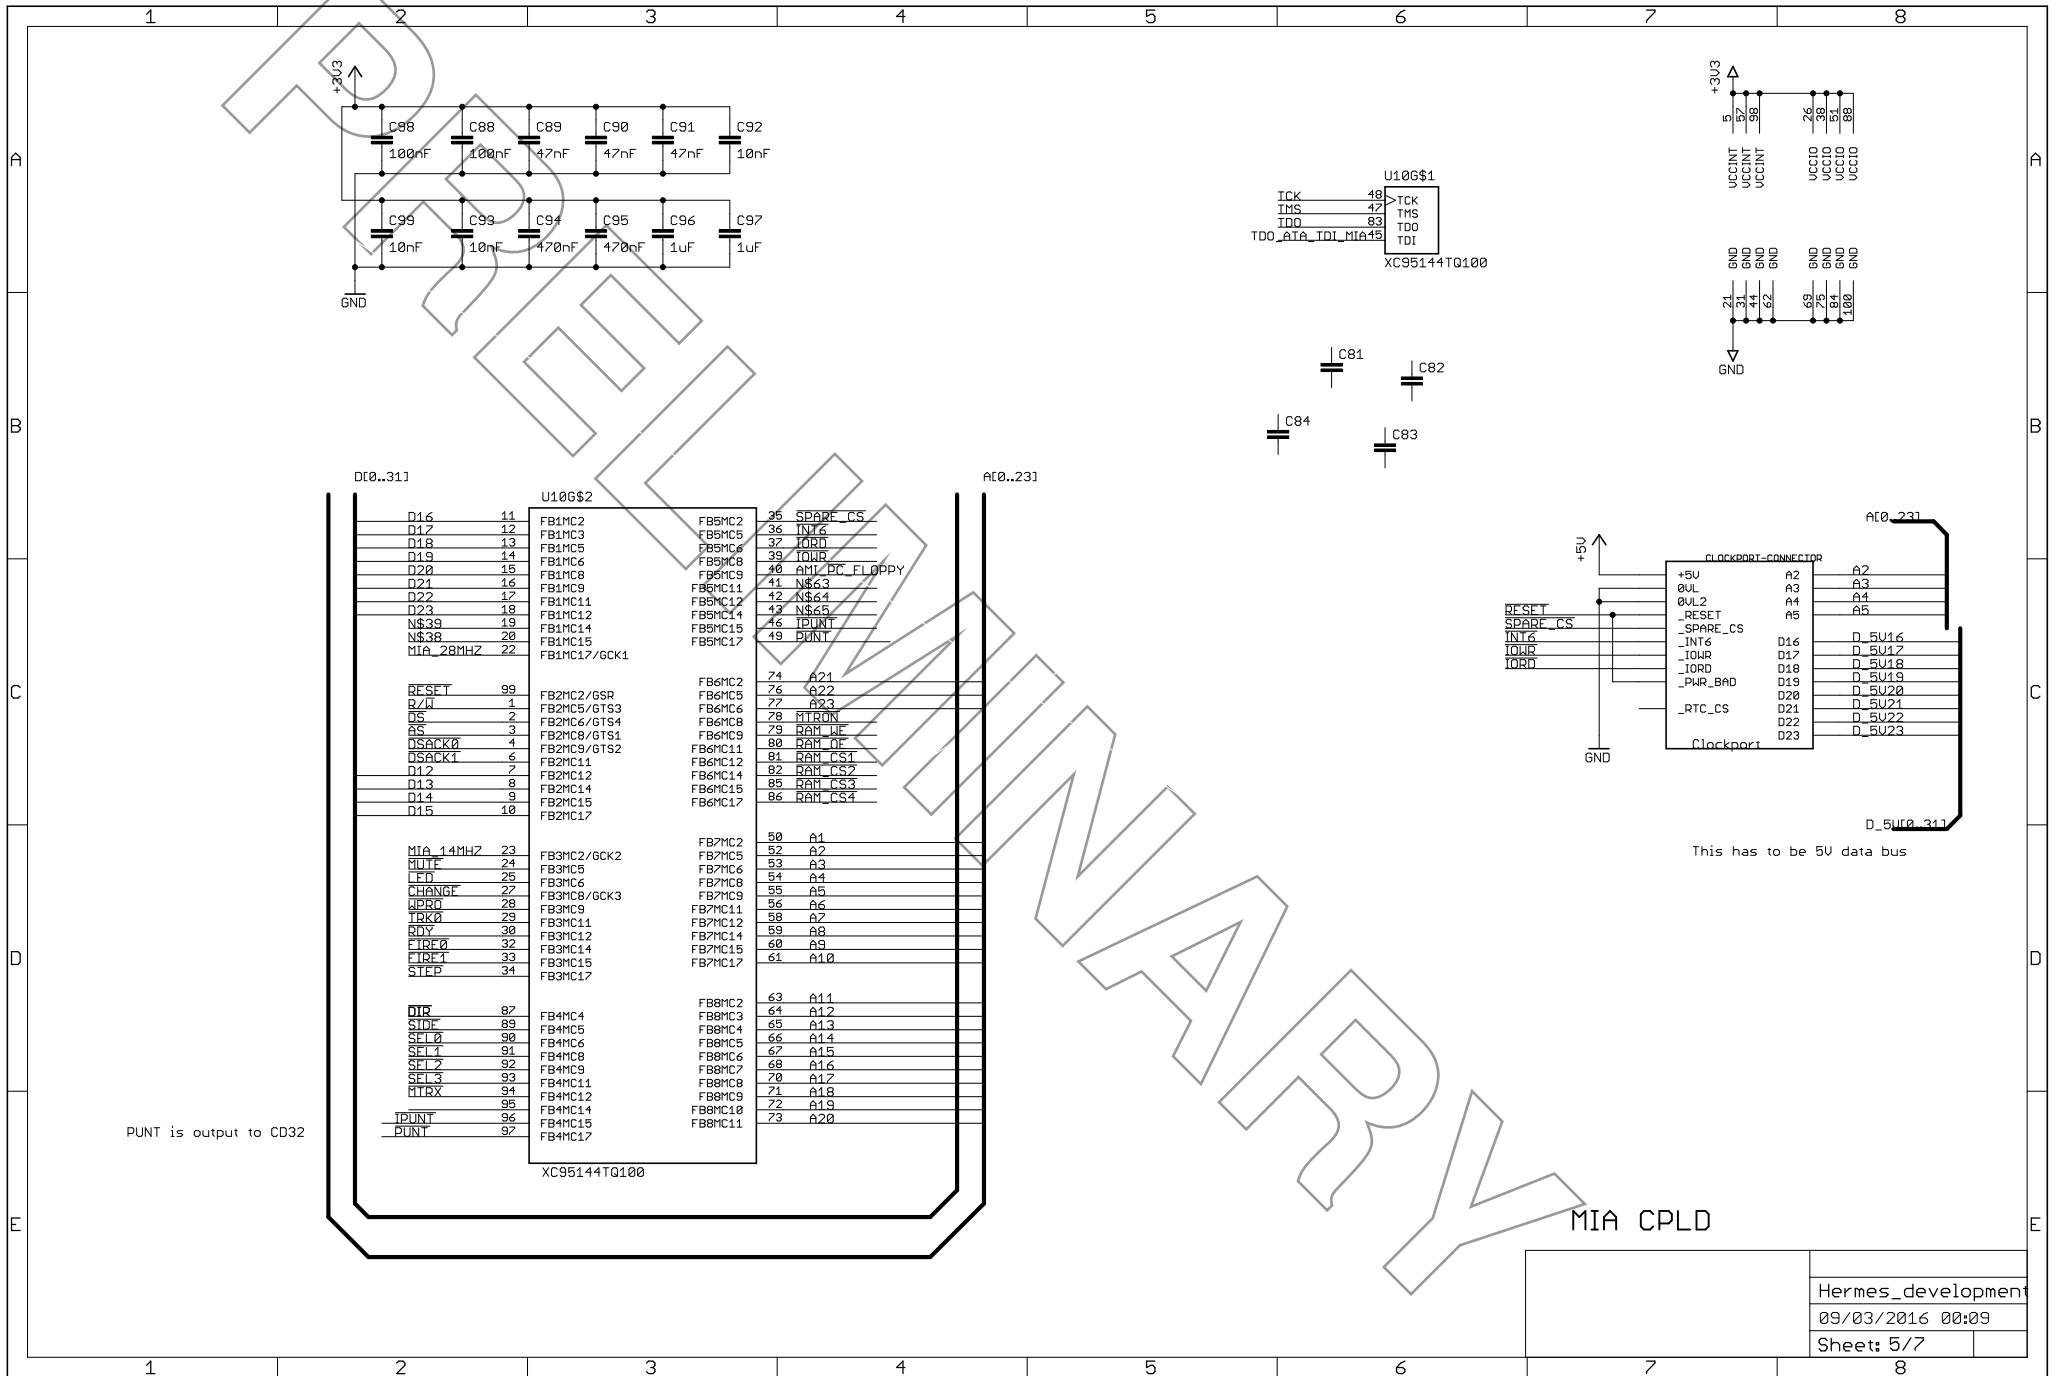 1 2 3 4 5 6 7 8
A
B
C
D
E
PRELIMINARY
+3V3
C98 C88 C89 C90 C91 C92
100nF 100nF 47nF 47nF 47nF 10nF
C99 C93 C94 C95 C96 C97
10nF 10nF 470nF 470nF 1uF 1uF
GND
U10G$1
TCK 48 TCK
TMS 47 TMS
TDO 83 TDO
TDO_ATA_TDI_MIA 45 TDI
XC95144TQ100
+3V3
5 57 98 26 38 51 88
VCCINT VCCINT VCCINT VCCIO VCCIO VCCIO VCCIO
GND GND GND GND GND GND GND GND
21 31 44 62 69 75 84 100
GND
C81
C82
C84
C83
D[0..31]
A[0..23]
U10G$2
D16 11 FB1MC2
D17 12 FB1MC3
D18 13 FB1MC5
D19 14 FB1MC6
D20 15 FB1MC8
D21 16 FB1MC9
D22 17 FB1MC11
D23 18 FB1MC12
N$39 19 FB1MC14
N$38 20 FB1MC15
MIA_28MHZ 22 FB1MC17/GCK1
RESET 99 FB2MC2/GSR
R/W 1 FB2MC5/GTS3
DS 2 FB2MC6/GTS4
AS 3 FB2MC8/GTS1
DSACK0 4 FB2MC9/GTS2
DSACK1 6 FB2MC11
D12 7 FB2MC12
D13 8 FB2MC14
D14 9 FB2MC15
D15 10 FB2MC17
MIA_14MHZ 23 FB3MC2/GCK2
MUTE 24 FB3MC5
LED 25 FB3MC6
CHANGE 27 FB3MC8/GCK3
WPRO 28 FB3MC9
TRK0 29 FB3MC11
RDY 30 FB3MC12
FIRE0 32 FB3MC14
FIRE1 33 FB3MC15
STEP 34 FB3MC17
DIR 87 FB4MC4
SIDE 89 FB4MC5
SEL0 90 FB4MC6
SEL1 91 FB4MC8
SEL2 92 FB4MC9
SEL3 93 FB4MC11
MTRX 94 FB4MC12
95 FB4MC14
IPUNT 96 FB4MC15
PUNT 97 FB4MC17
FB5MC2 35 SPARE_CS
FB5MC5 36 INT6
FB5MC6 37 IORD
FB5MC8 39 IOWR
FB5MC9 40 AMI_PC_FLOPPY
FB5MC11 41 N$63
FB5MC12 42 N$64
FB5MC14 43 N$65
FB5MC15 46 IPUNT
FB5MC17 49 PUNT
FB6MC2 74 A21
FB6MC5 76 A22
FB6MC6 77 A23
FB6MC8 78 MTRON
FB6MC9 79 RAM_WE
FB6MC11 80 RAM_OE
FB6MC12 81 RAM_CS1
FB6MC14 82 RAM_CS2
FB6MC15 85 RAM_CS3
FB6MC17 86 RAM_CS4
FB7MC2 50 A1
FB7MC5 52 A2
FB7MC6 53 A3
FB7MC8 54 A4
FB7MC9 55 A5
FB7MC11 56 A6
FB7MC12 58 A7
FB7MC14 59 A8
FB7MC15 60 A9
FB7MC17 61 A10
FB8MC2 63 A11
FB8MC3 64 A12
FB8MC4 65 A13
FB8MC5 66 A14
FB8MC6 67 A15
FB8MC7 68 A16
FB8MC8 70 A17
FB8MC9 71 A18
FB8MC10 72 A19
FB8MC11 73 A20
XC95144TQ100
PUNT is output to CD32
A[0..23]
+5V
CLOCKPORT-CONNECTOR
+5V A2 A2
0VL A3 A3
0VL2 A4 A4
RESET _RESET A5 A5
SPARE_CS _SPARE_CS
INT6 _INT6 D16 D_5V16
IOWR _IOWR D17 D_5V17
IORD _IORD D18 D_5V18
_PWR_BAD D19 D_5V19
D20 D_5V20
_RTC_CS D21 D_5V21
D22 D_5V22
D23 D_5V23
Clockport
GND
D_5V[0..31]
This has to be 5V data bus
MIA CPLD
Hermes_development
09/03/2016 00:09
Sheet: 5/7
A
B
C
D
E
1 2 3 4 5 6 7 8